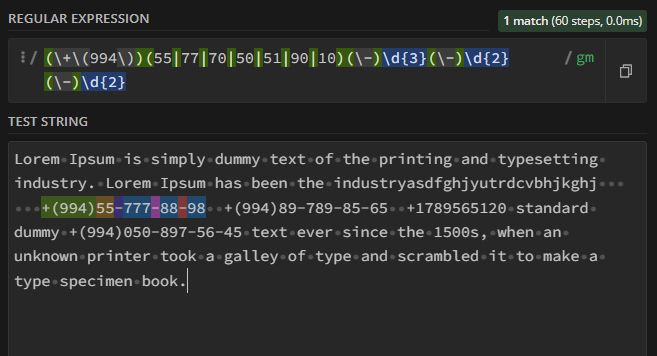 REGULAR EXPRESSION
1 match (60 steps, 0.0ms)
/ (\+\(994\))(55|77|70|50|51|90|10)(\-)\d{3}(\-)\d{2} / gm
(\-)\d{2}
TEST STRING
Lorem Ipsum is simply dummy text of the printing and typesetting
industry. Lorem Ipsum has been the industryasdfghjyutrdcvbhjkghj
+(994)55-777-88-98  +(994)89-789-85-65  +1789565120 standard
dummy +(994)050-897-56-45 text ever since the 1500s, when an
unknown printer took a galley of type and scrambled it to make a
type specimen book.